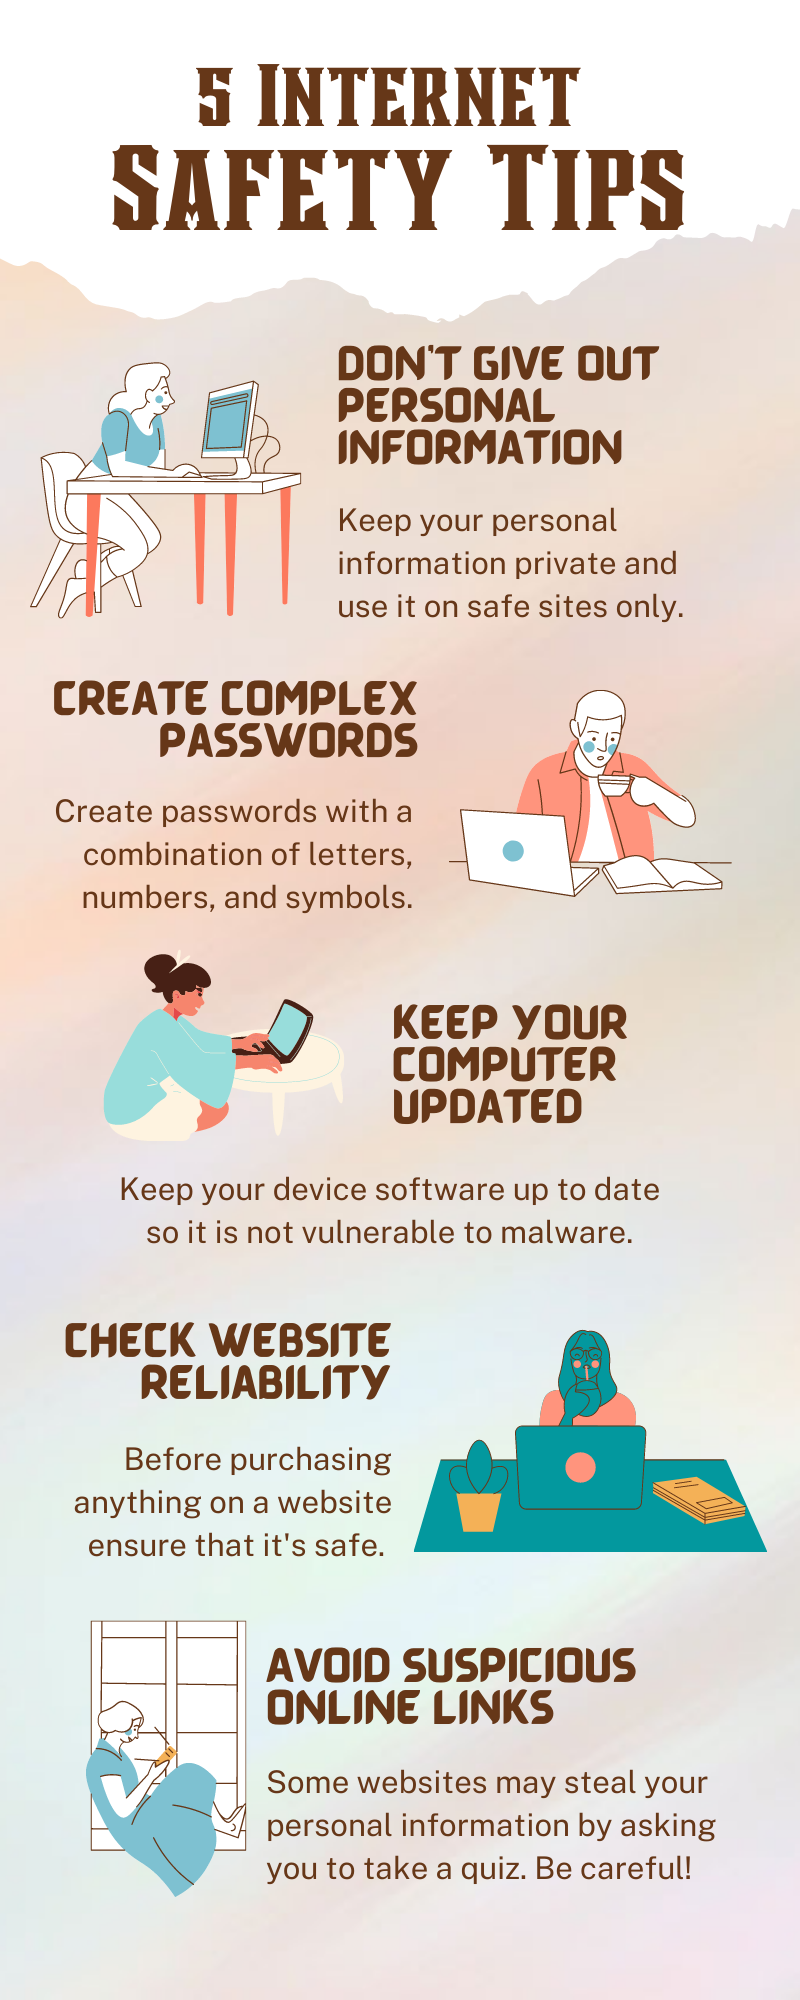 5 Internet
Safety Tips
DON'T GIVE OUT
PERSONAL
INFORMATION
Keep your personal
information private and
use it on safe sites only.
CREATE COMPLEX
PASSWORDS
Create passwords with a
combination of letters,
numbers, and symbols.
KEEP YOUR
COMPUTER
UPDATED
Keep your device software up to date
so it is not vulnerable to malware.
CHECK WEBSITE
RELIABILITY
Before purchasing
anything on a website
ensure that it's safe.
AVOID SUSPICIOUS
ONLINE LINKS
Some websites may steal your
personal information by asking
you to take a quiz. Be careful!